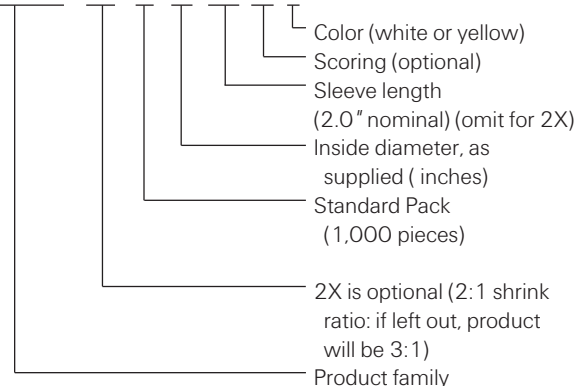 Color (white or yellow)
Scoring (optional)
Sleeve length
(2.0" nominal) (omit for 2X)
Inside diameter, as
supplied ( inches)
Standard Pack
(1,000 pieces)
2X is optional (2:1 shrink
ratio: if left out, product
will be 3:1)
Product family